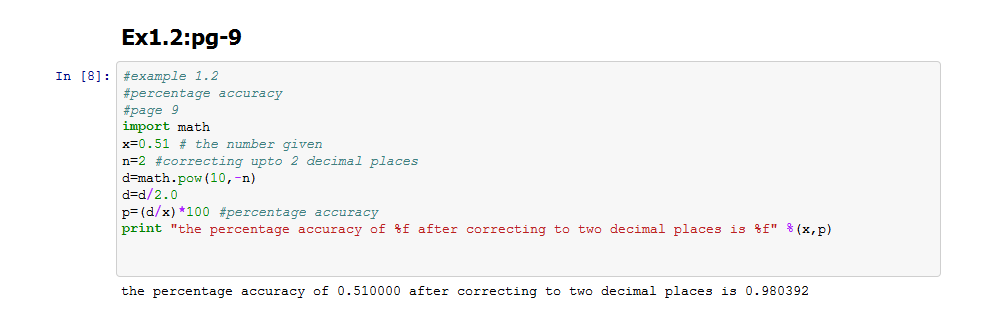 Ex1.2:pg-9
In [8]: #example 1.2
#percentage accuracy
#page 9
import math
x=0.51 # the number given
n=2 #correcting upto 2 decimal places
d=math.pow(10,-n)
d=d/2.0
p=(d/x)*100 #percentage accuracy
print "the percentage accuracy of %f after correcting to two decimal places is %f" %(x,p)
the percentage accuracy of 0.510000 after correcting to two decimal places is 0.980392